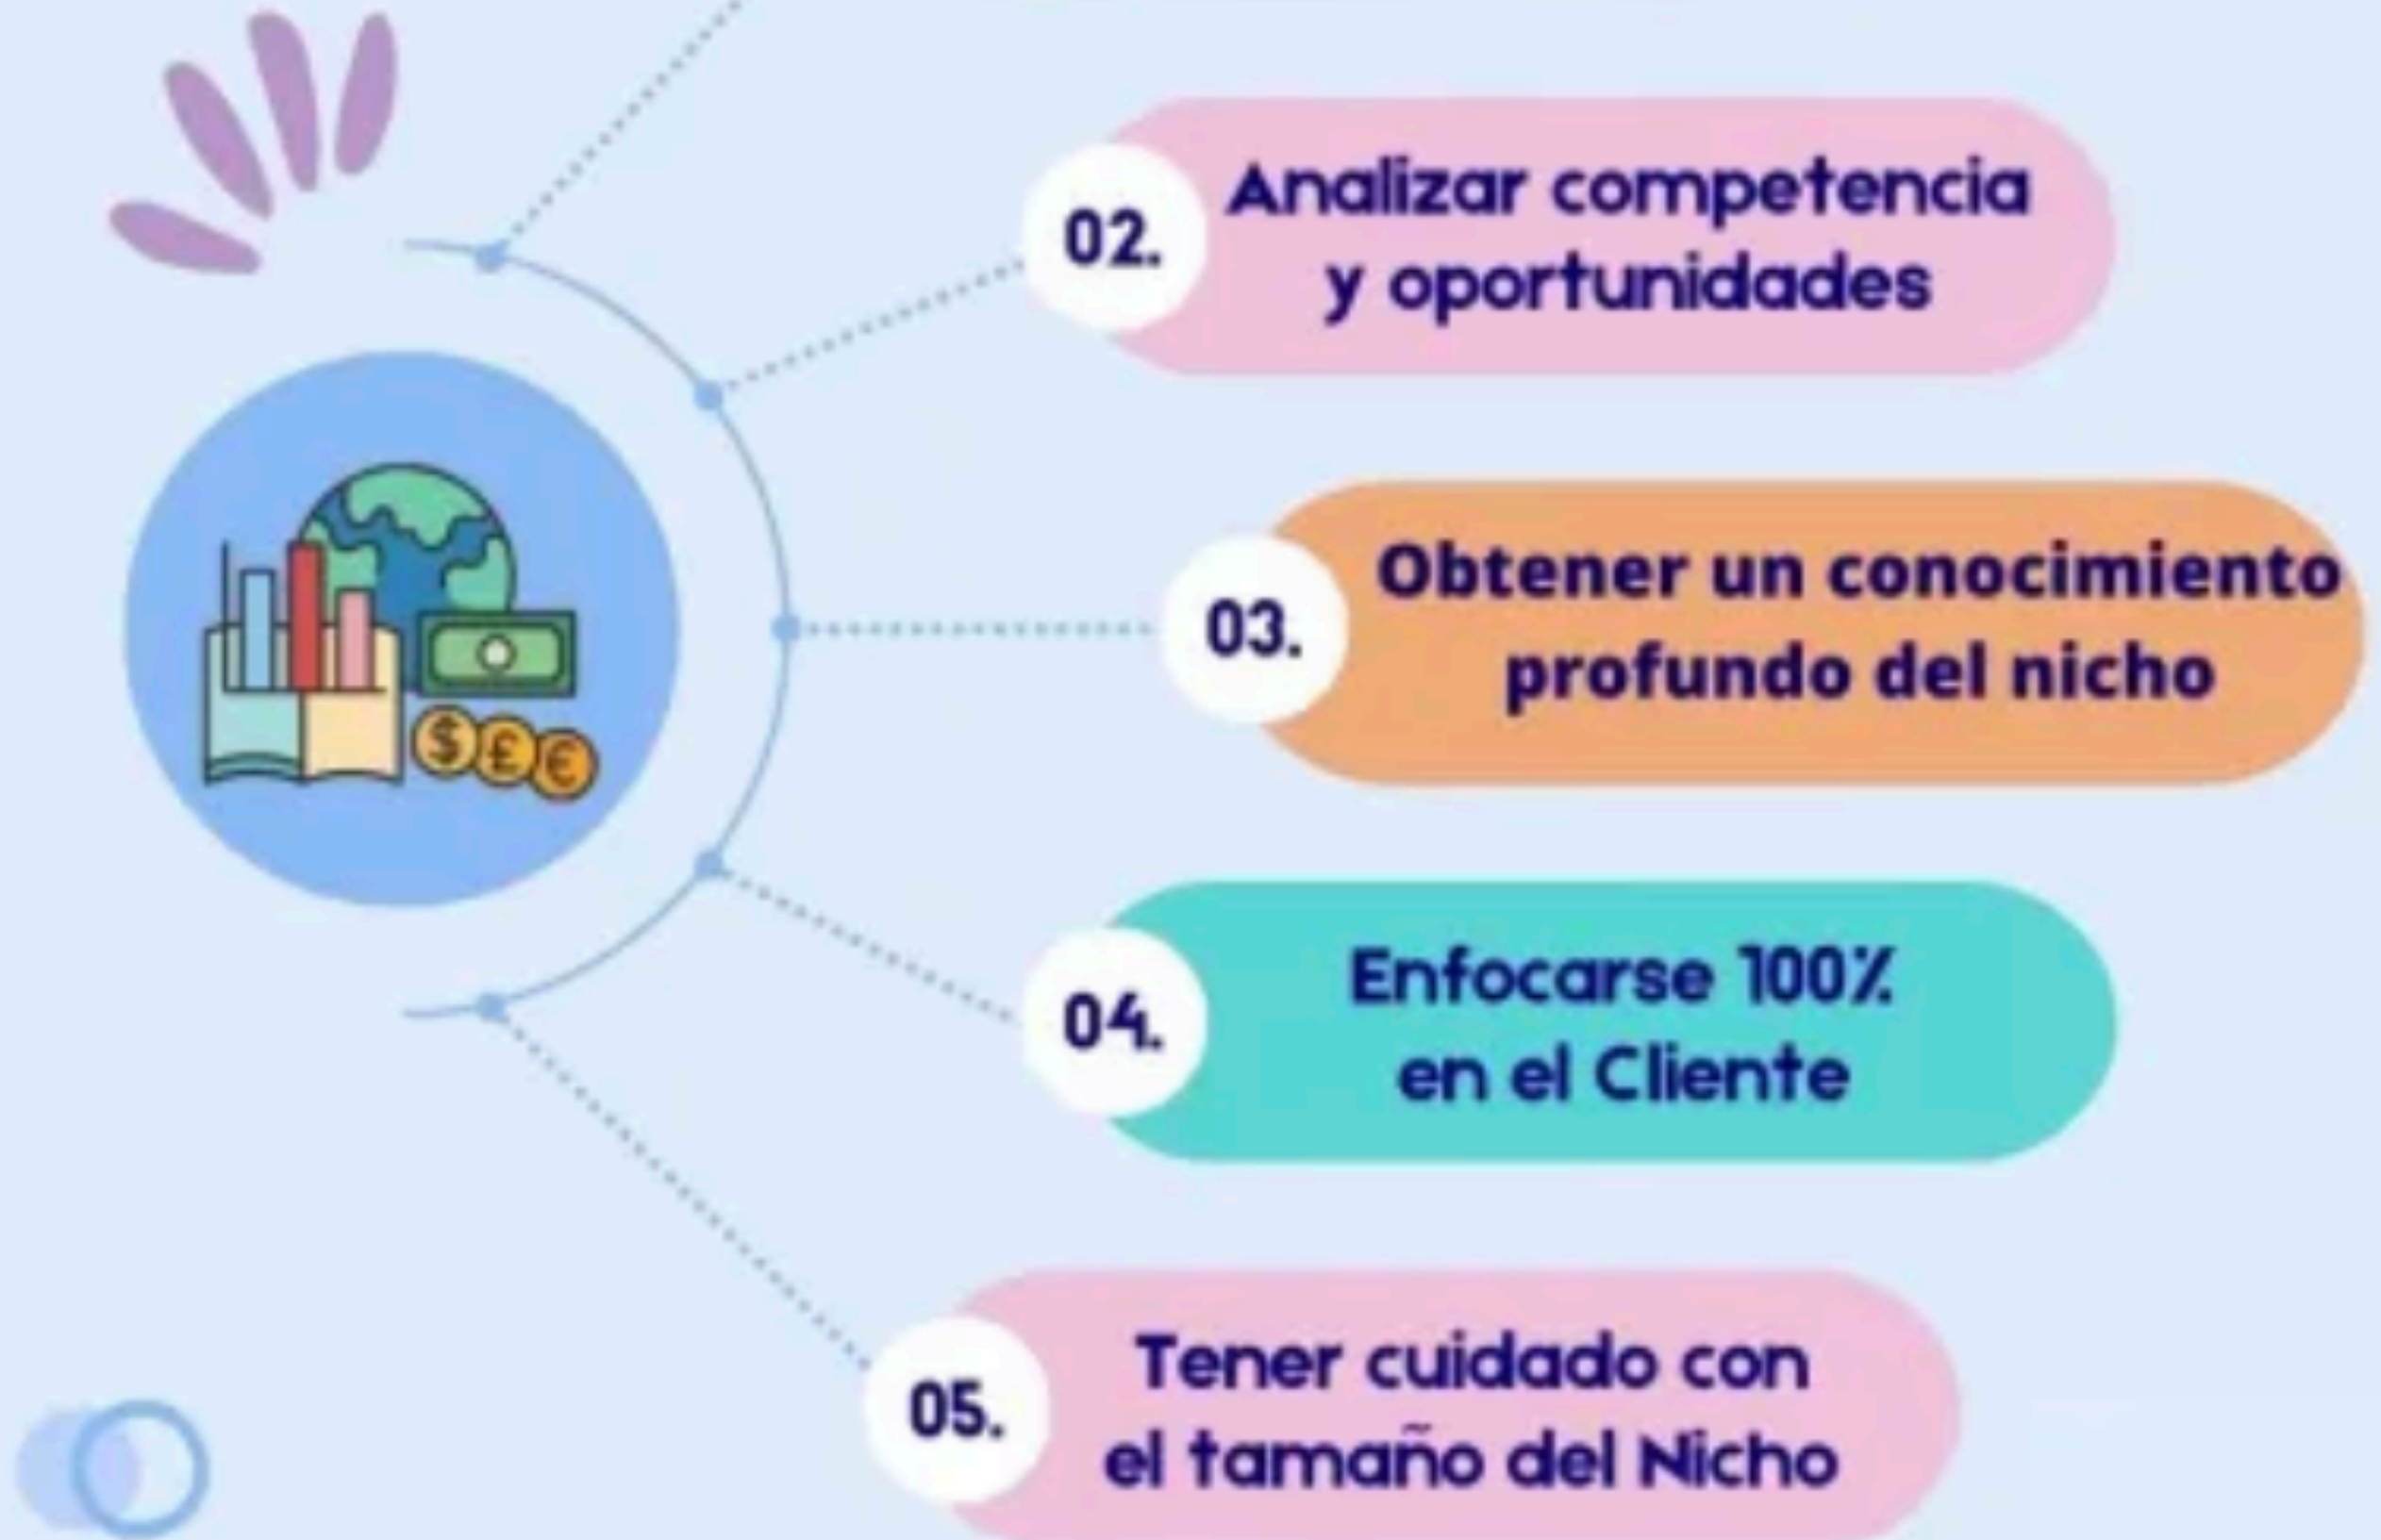 02.
Analizar competencia
y oportunidades
03.
Obtener un conocimiento
profundo del nicho
04.
Enfocarse 100%
en el Cliente
05.
Tener cuidado con
el tamaño del Nicho
$ £ €